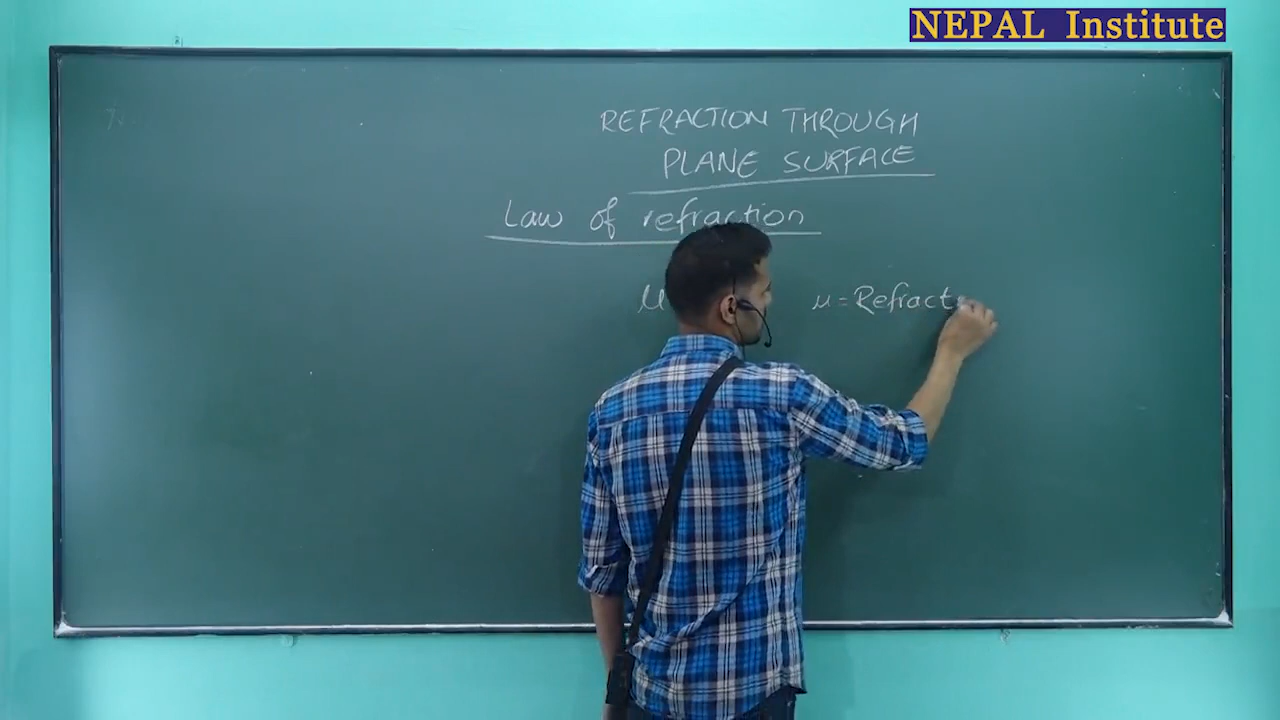 NEPAL Institute
REFRACTION THROUGH
PLANE SURFACE
Law of refraction
μ μ = Refract